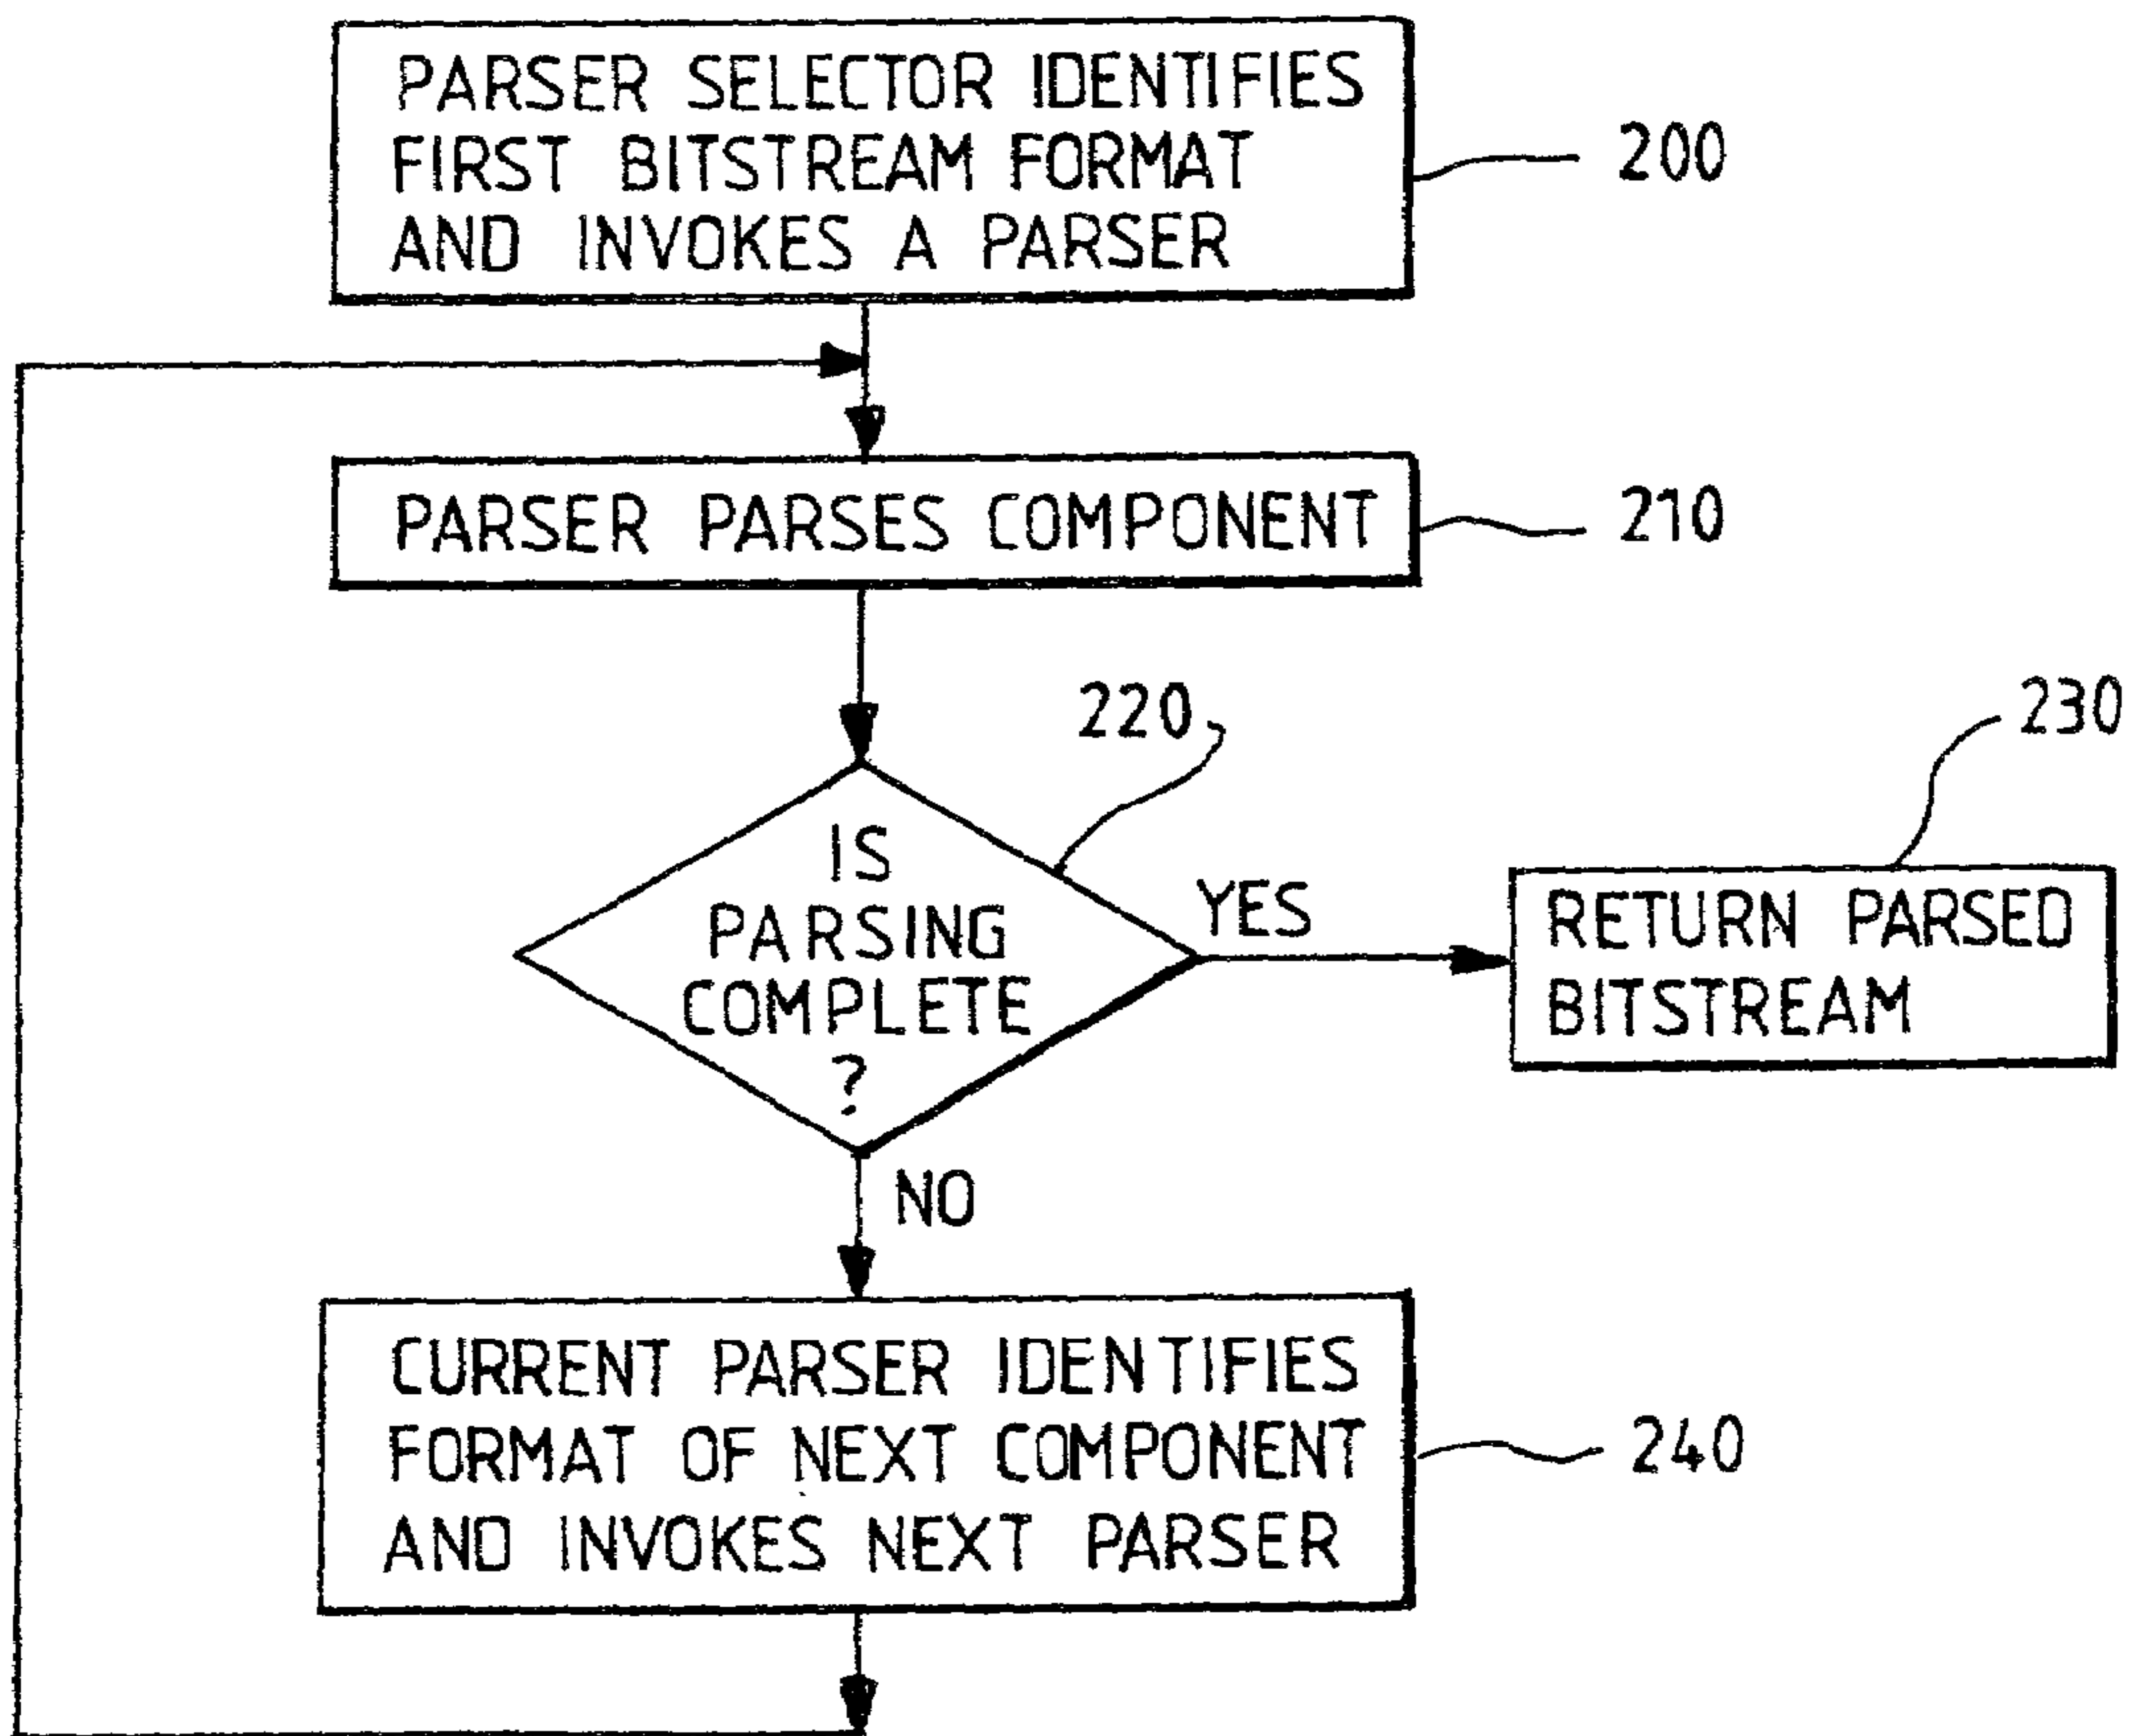 PARSER SELECTOR IDENTIFIES
FIRST BITSTREAM FORMAT
AND INVOKES A PARSER
200
PARSER PARSES COMPONENT
210
220
230
IS
PARSING
COMPLETE
?
YES
RETURN PARSED
BITSTREAM
NO
CURRENT PARSER IDENTIFIES
FORMAT OF NEXT COMPONENT
AND INVOKES NEXT PARSER
240